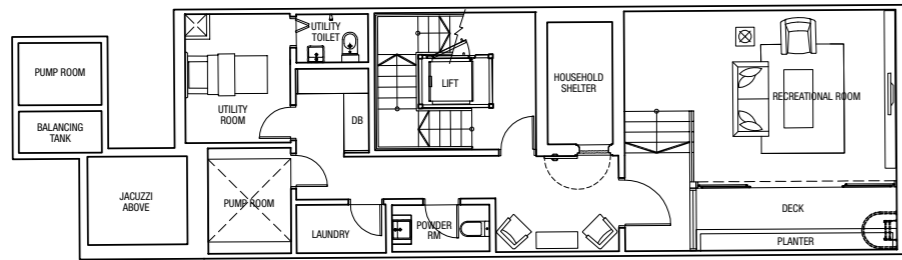 UTILITY
TOILET
PUMP ROOM
BALANCING
TANK
JACUZZI
ABOVE
UTILITY
ROOM
DB
LIFT
HOUSEHOLD
SHELTER
RECREATIONAL ROOM
PUMP ROOM
LAUNDRY
POWDER
RM
DECK
PLANTER